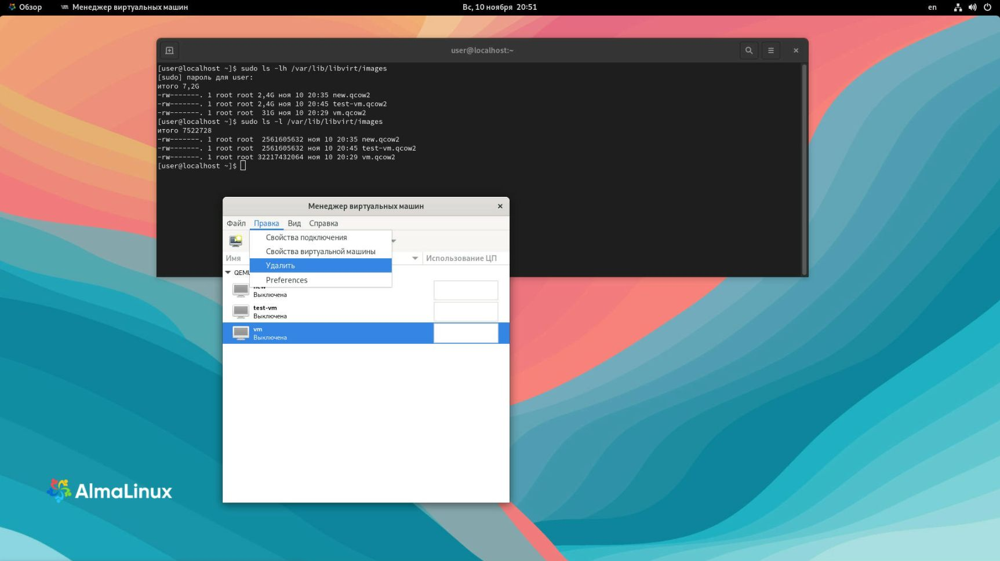 Обзор
Менеджер виртуальных машин
Вс, 10 ноября 20:51
en
user@localhost:~
[user@localhost ~]$ sudo ls -lh /var/lib/libvirt/images
[sudo] пароль для user:
итого 7,2G
-rw-------. 1 root root 2,4G ноя 10 20:35 new.qcow2
-rw-------. 1 root root 2,4G ноя 10 20:45 test-vm.qcow2
-rw-------. 1 root root  31G ноя 10 20:29 vm.qcow2
[user@localhost ~]$ sudo ls -l /var/lib/libvirt/images
итого 7522728
-rw-------. 1 root root  2561605632 ноя 10 20:35 new.qcow2
-rw-------. 1 root root  2561605632 ноя 10 20:45 test-vm.qcow2
-rw-------. 1 root root 32217432064 ноя 10 20:29 vm.qcow2
[user@localhost ~]$
Менеджер виртуальных машин
Файл Правка Вид Справка
Свойства подключения
Свойства виртуальной машины
Удалить
Preferences
Имя
Использование ЦП
Выключена
test-vm
Выключена
vm
Выключена
AlmaLinux